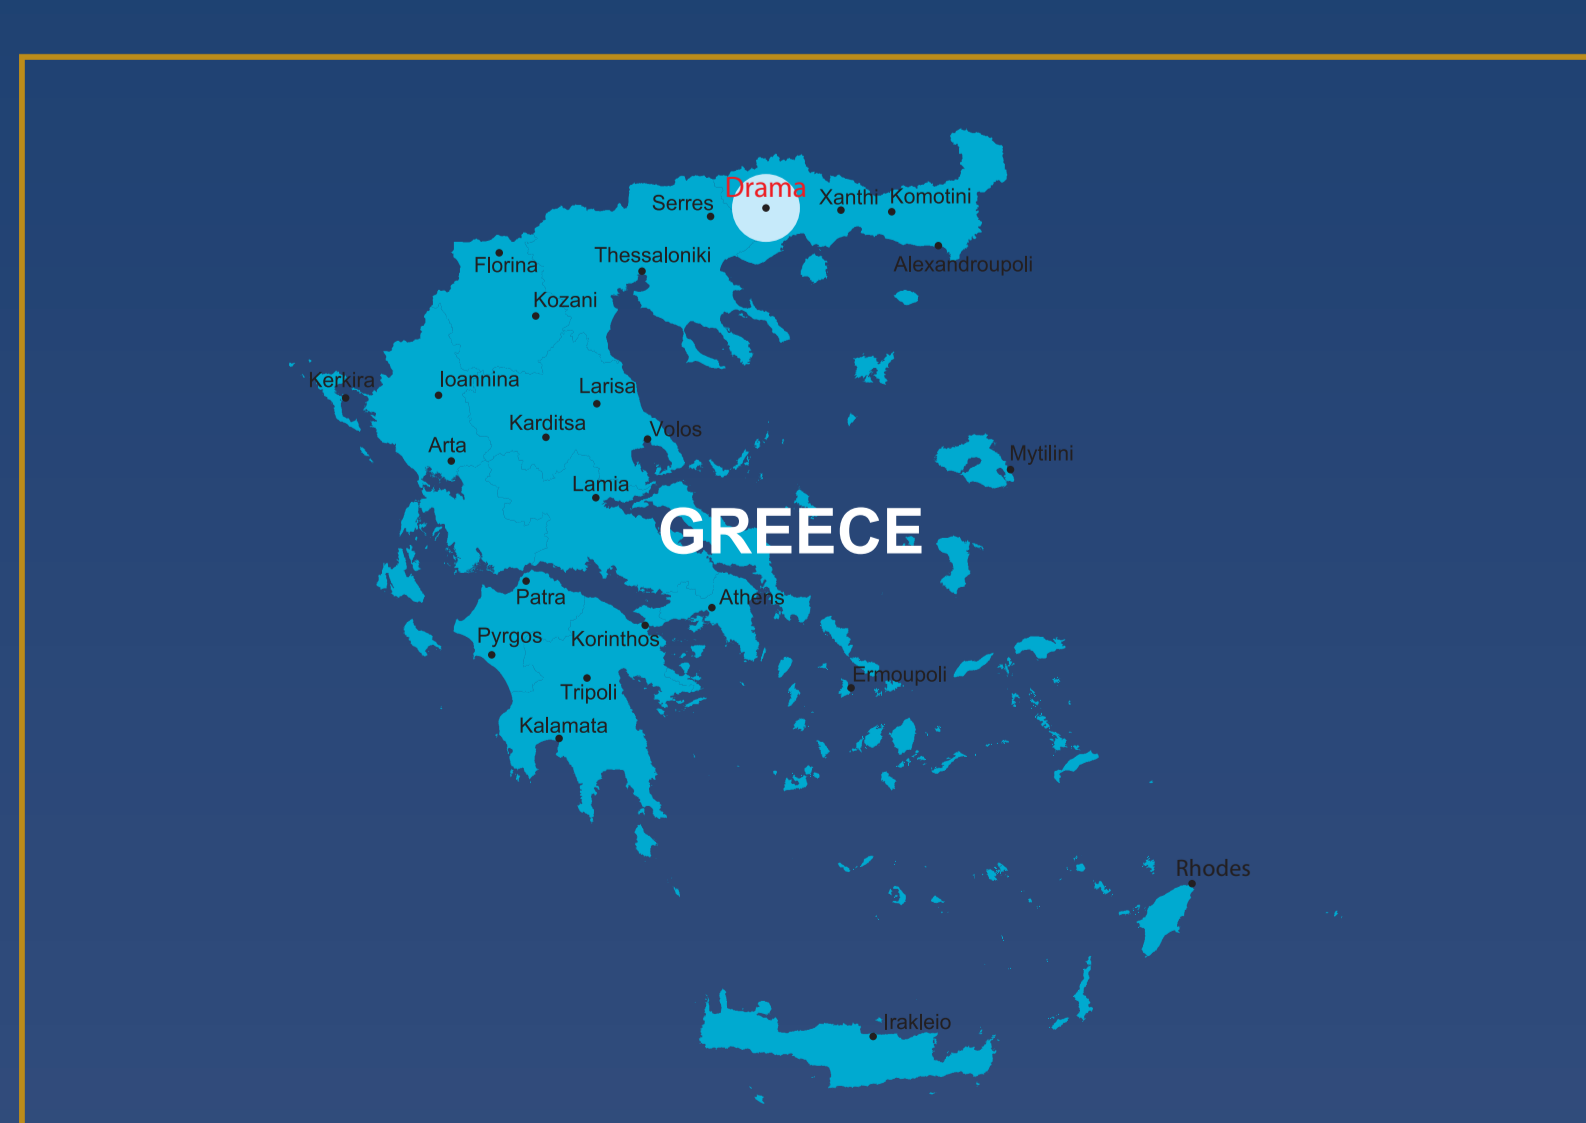 Drama
Xanthi
Komotini
Serres
Thessaloniki
Alexandroupoli
Florina
Kozani
Kerkira
Ioannina
Larisa
Karditsa
Volos
Arta
Mytilini
Lamia
GREECE
Patra
Athens
Pyrgos
Korinthos
Ermoupoli
Tripoli
Kalamata
Rhodes
Irakleio